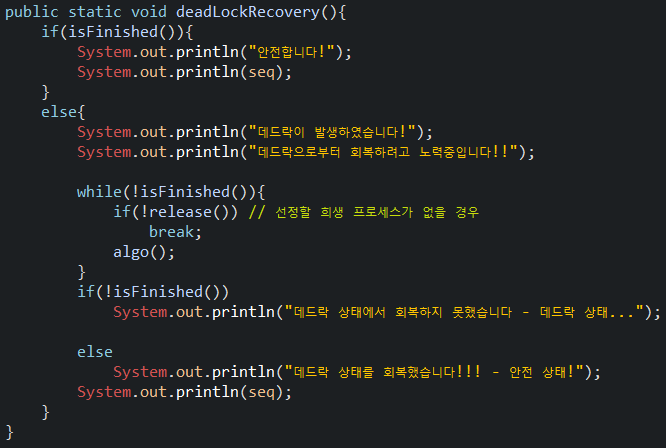 public static void deadLockRecovery(){
if(isFinished()){
System.out.println("안전합니다!");
System.out.println(seq);
}
else{
System.out.println("데드락이 발생하였습니다!");
System.out.println("데드락으로부터 회복하려고 노력중입니다!!");
while(!isFinished()){
if(!release()) // 선정할 희생 프로세스가 없을 경우
break;
algo();
}
if(!isFinished())
System.out.println("데드락 상태에서 회복하지 못했습니다 - 데드락 상태...");
else
System.out.println("데드락 상태를 회복했습니다!!! - 안전 상태!");
System.out.println(seq);
}
}